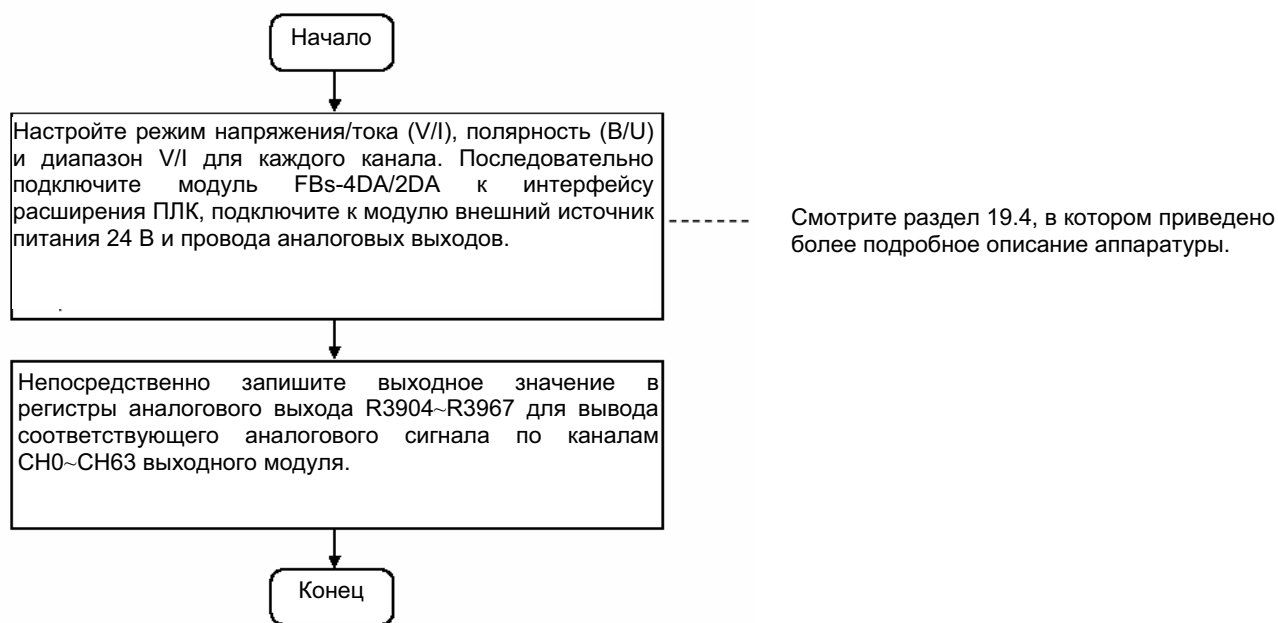 Начало
Настройте режим напряжения/тока (V/I), полярность (B/U)
и диапазон V/I для каждого канала. Последовательно
подключите модуль FBs-4DA/2DA к интерфейсу
расширения ПЛК, подключите к модулю внешний источник
питания 24 В и провода аналоговых выходов.
.
Смотрите раздел 19.4, в котором приведено
более подробное описание аппаратуры.
Непосредственно запишите выходное значение в
регистры аналогового выхода R3904~R3967 для вывода
соответствующего аналогового сигнала по каналам
CH0~CH63 выходного модуля.
Конец